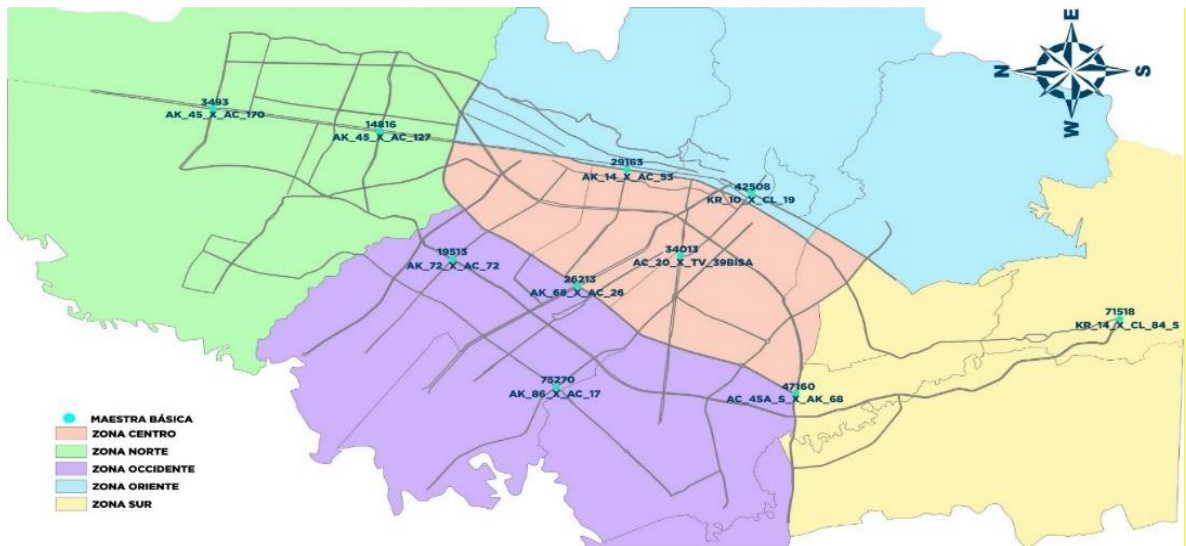 E
N
S
W
3493
AK_45_X_AC_170
14816
AK_45_X_AC_127
29163
AK_14_X_AC_53
42508
KR_10_X_CL_19
19513
AK_72_X_AC_72
34013
AC_20_X_TV_39BISA
26213
AK_68_X_AC_26
71518
KR_14_X_CL_84_S
75270
AK_86_X_AC_17
47160
AC_45A_S_X_AK_68
MAESTRA BÁSICA
ZONA CENTRO
ZONA NORTE
ZONA OCCIDENTE
ZONA ORIENTE
ZONA SUR